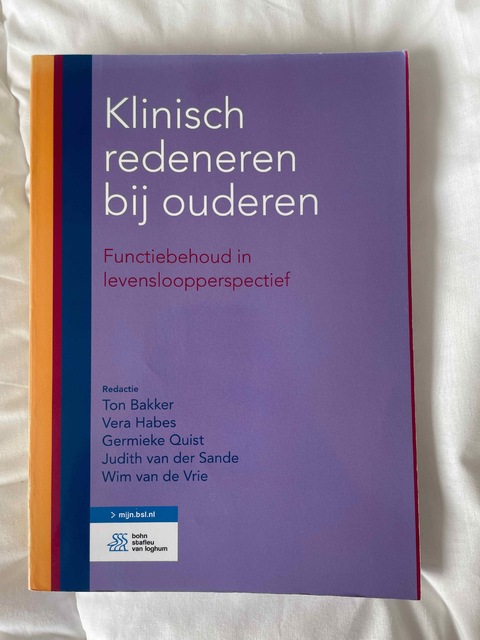 Klinisch
redeneren
bij ouderen
Functiebehoud in
levensloopperspectief
Redactie
Ton Bakker
Vera Habes
Germieke Quist
Judith van der Sande
Wim van de Vrie
> mijn.bsl.nl
bohn
stafleu
van loghum